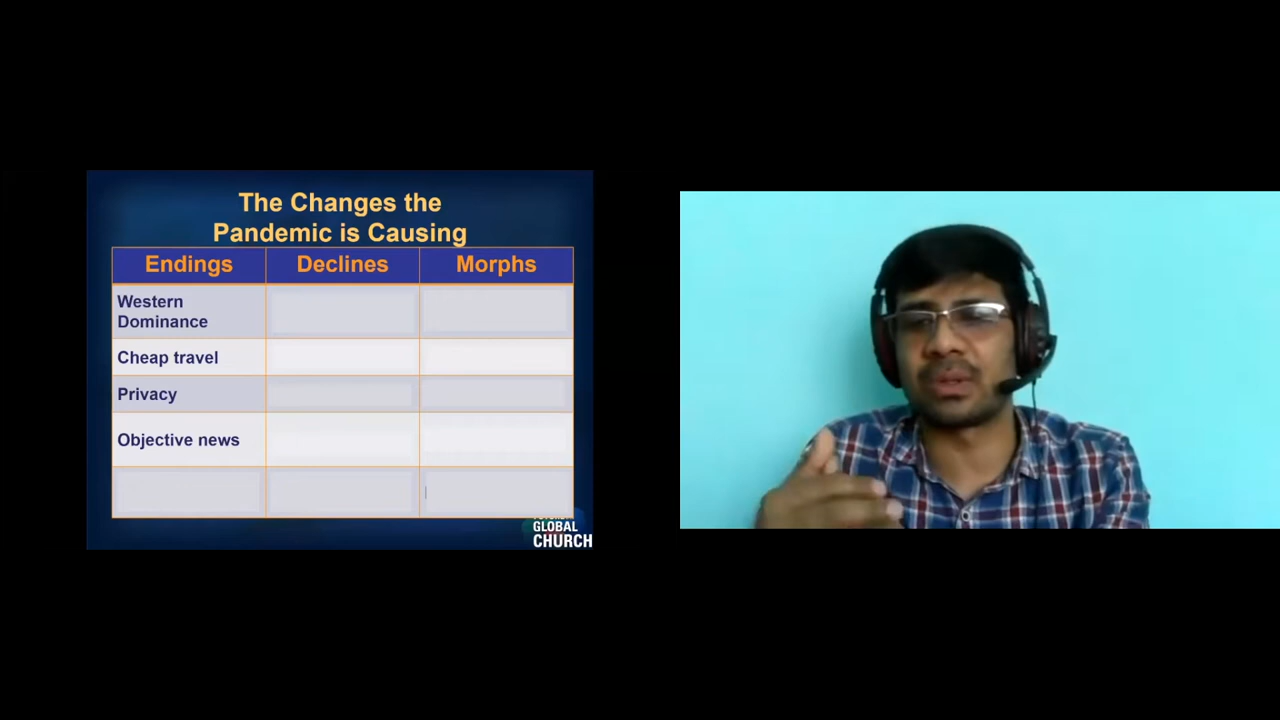 The Changes the
Pandemic is Causing
Endings Declines Morphs
Western
Dominance
Cheap travel
Privacy
Objective news
GLOBAL
CHURCH